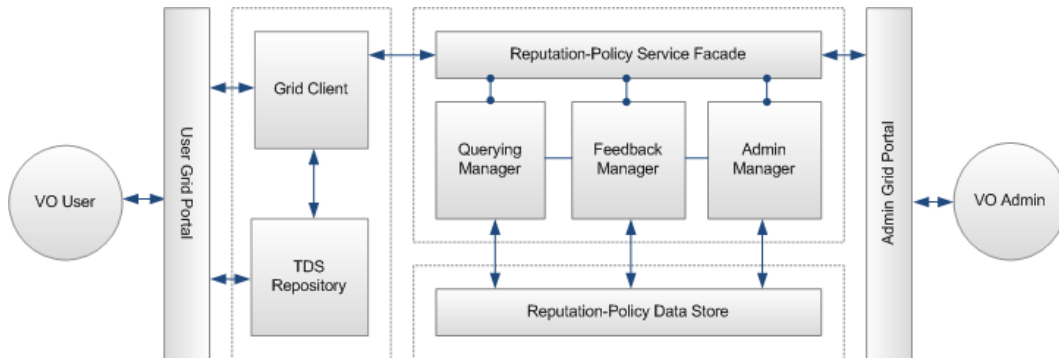 VO User
User Grid Portal
Grid Client
TDS
Repository
Reputation-Policy Service Facade
Querying
Manager
Feedback
Manager
Admin
Manager
Reputation-Policy Data Store
Admin Grid Portal
VO Admin